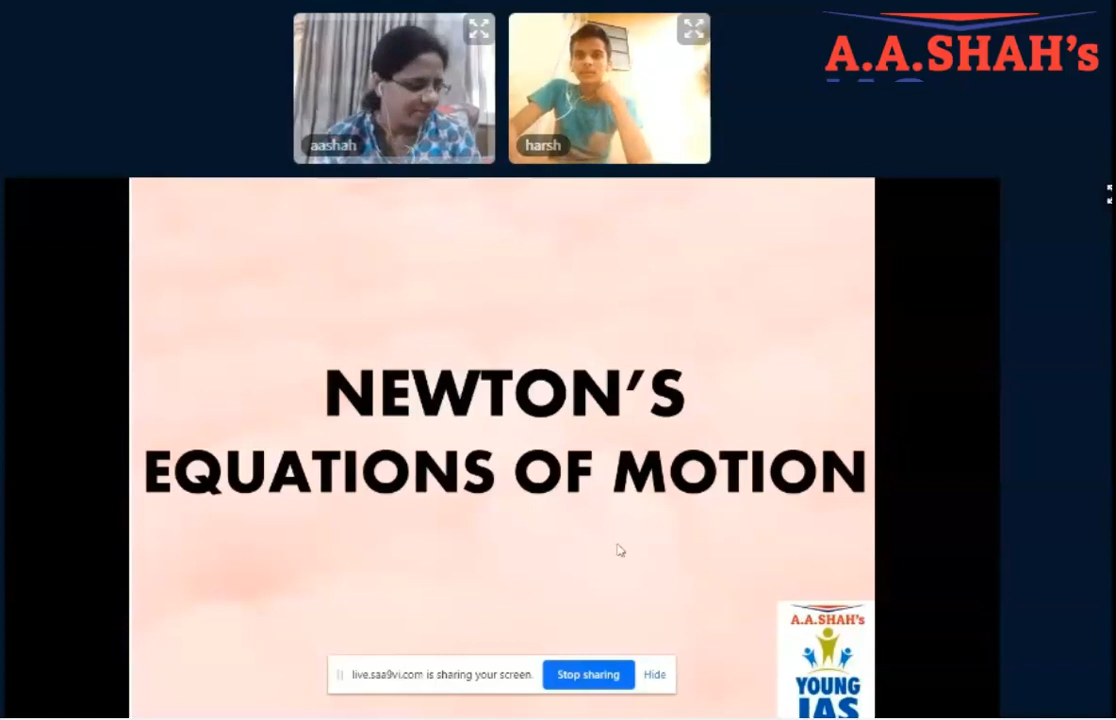 A.A.SHAH's
aashah
harsh
NEWTON'S
EQUATIONS OF MOTION
A.A.SHAH's
YOUNG
IAS
live.saa9vi.com is sharing your screen.
Stop sharing
Hide